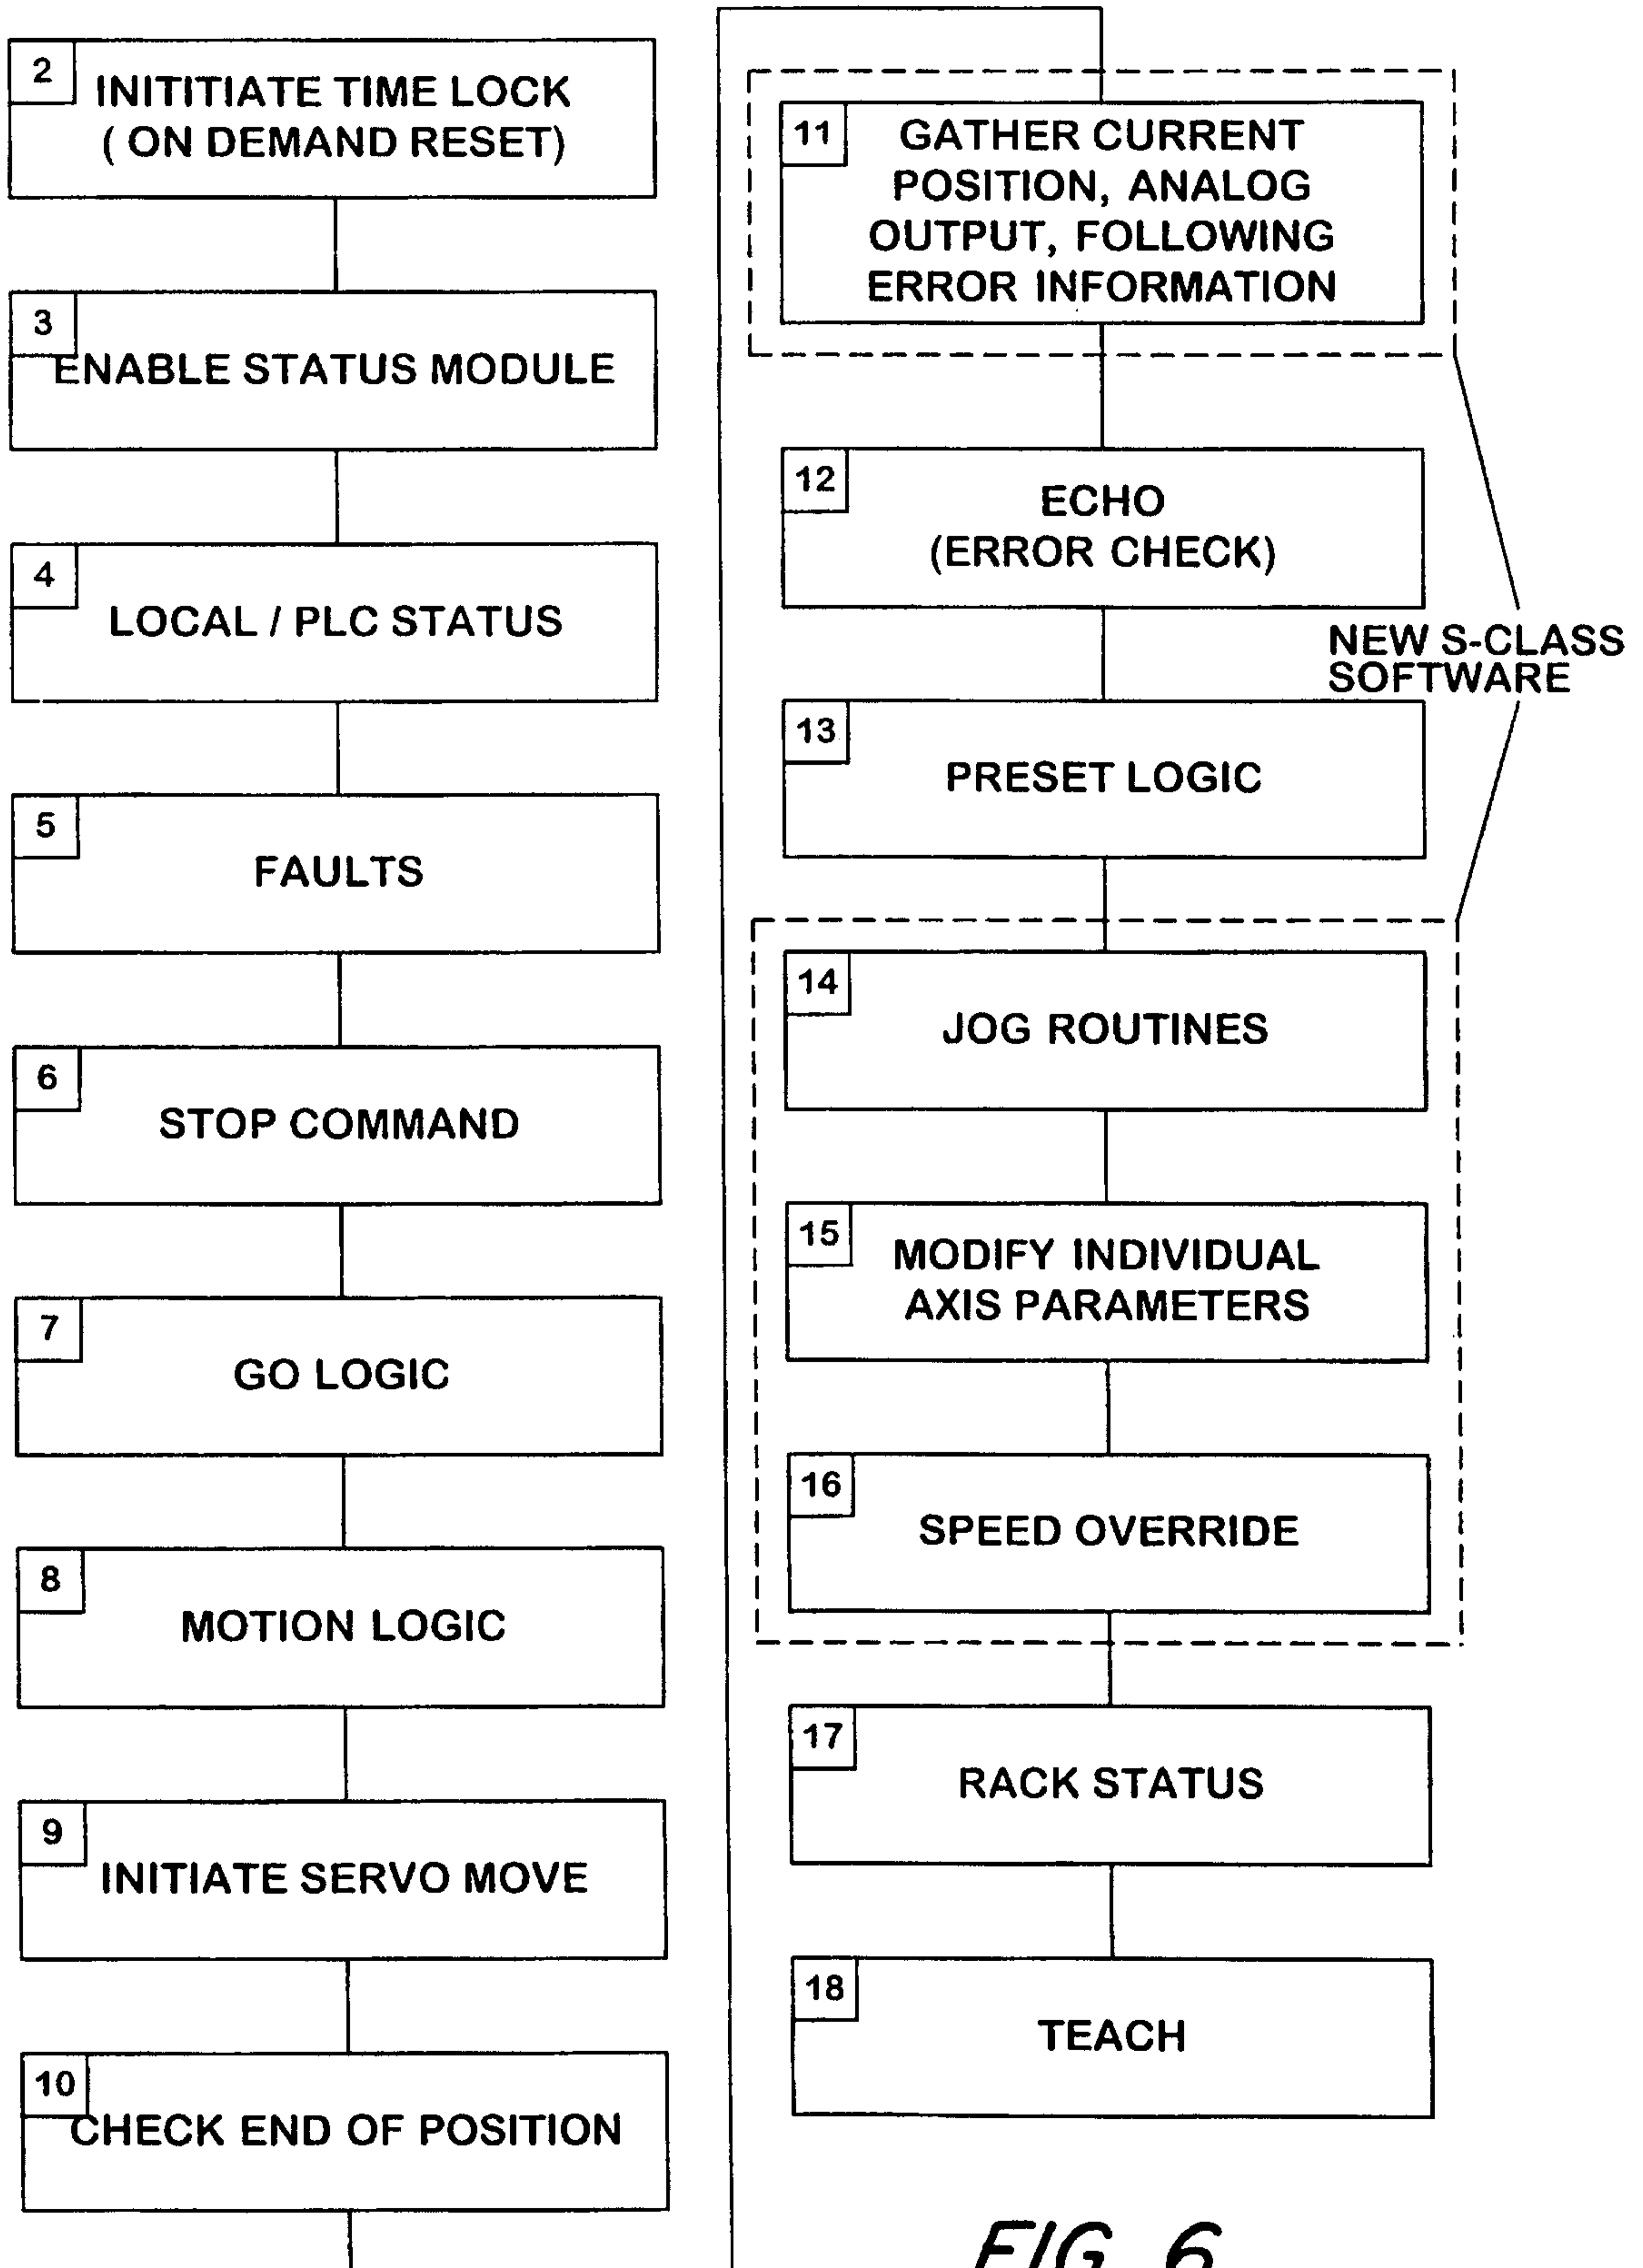 2
INITITIATE TIME LOCK
( ON DEMAND RESET)
3
ENABLE STATUS MODULE
4
LOCAL / PLC STATUS
5
FAULTS
6
STOP COMMAND
7
GO LOGIC
8
MOTION LOGIC
9
INITIATE SERVO MOVE
10
CHECK END OF POSITION
11
GATHER CURRENT
POSITION, ANALOG
OUTPUT, FOLLOWING
ERROR INFORMATION
12
ECHO
(ERROR CHECK)
NEW S-CLASS
SOFTWARE
13
PRESET LOGIC
14
JOG ROUTINES
15
MODIFY INDIVIDUAL
AXIS PARAMETERS
16
SPEED OVERRIDE
17
RACK STATUS
18
TEACH
FIG. 6